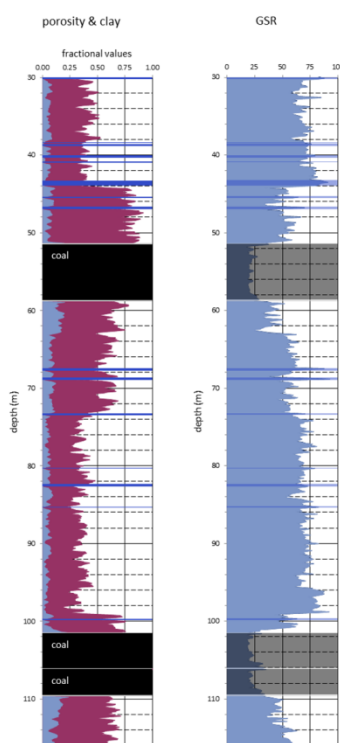 porosity & clay
GSR
fractional values
0.00 0.25 0.50 0.75 1.00
0 25 50 75 10
30
30
40
40
50
50
coal
60
60
70
70
depth (m)
depth (m)
80
80
90
90
100
100
coal
coal
110
110